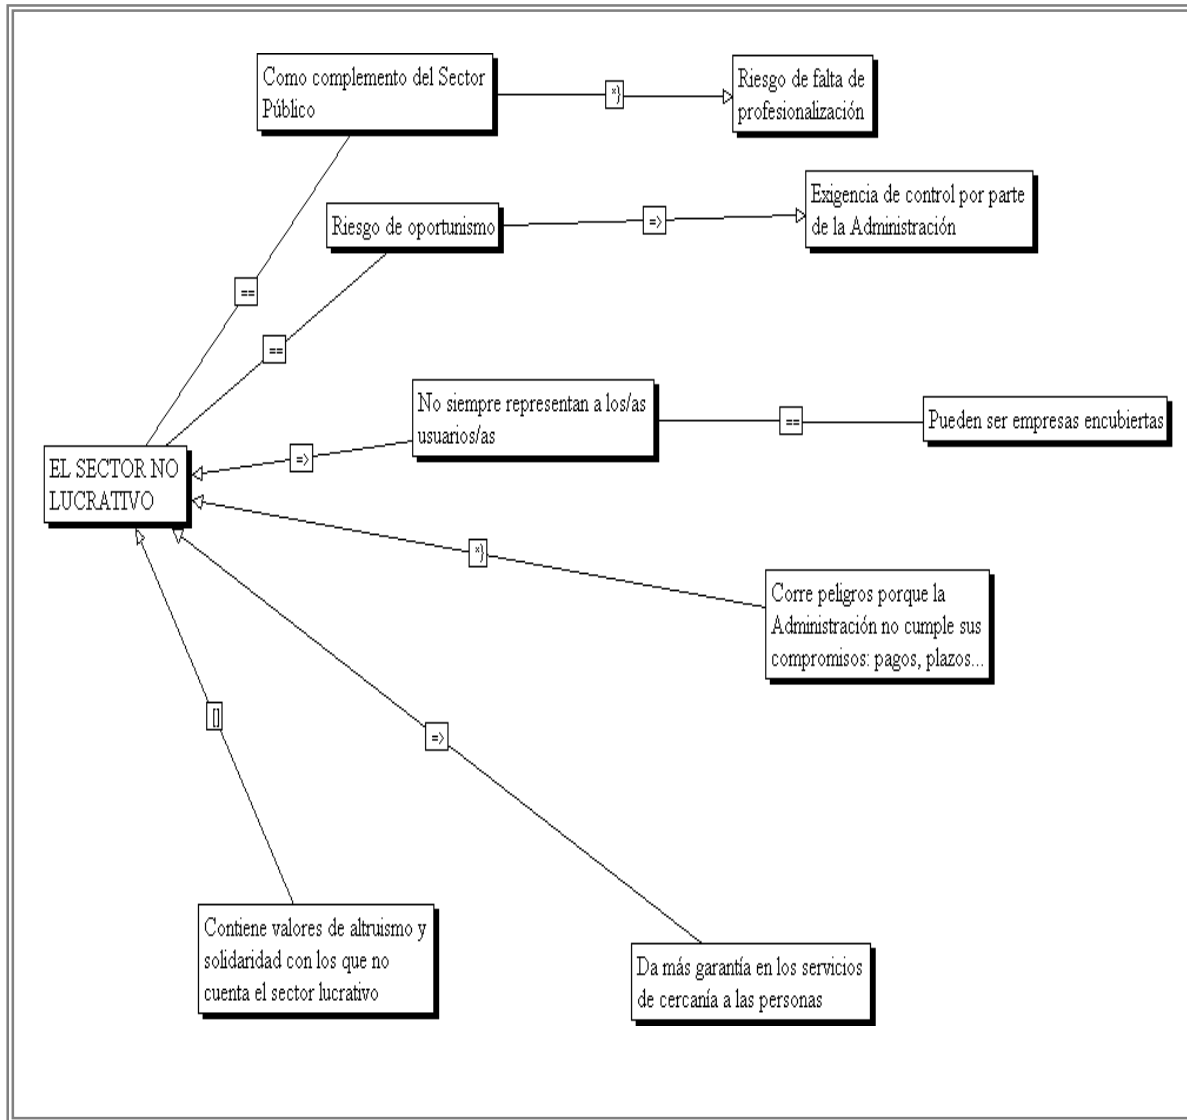 Como complemento del Sector
Público
*}
Riesgo de falta de
profesionalización
Riesgo de oportunismo
=>
Exigencia de control por parte
de la Administración
==
==
No siempre representan a los/as
usuarios/as
==
Pueden ser empresas encubiertas
=>
EL SECTOR NO
LUCRATIVO
*}
Corre peligros porque la
Administración no cumple sus
compromisos: pagos, plazos...
[]
=>
Contiene valores de altruismo y
solidaridad con los que no
cuenta el sector lucrativo
Da más garantía en los servicios
de cercanía a las personas